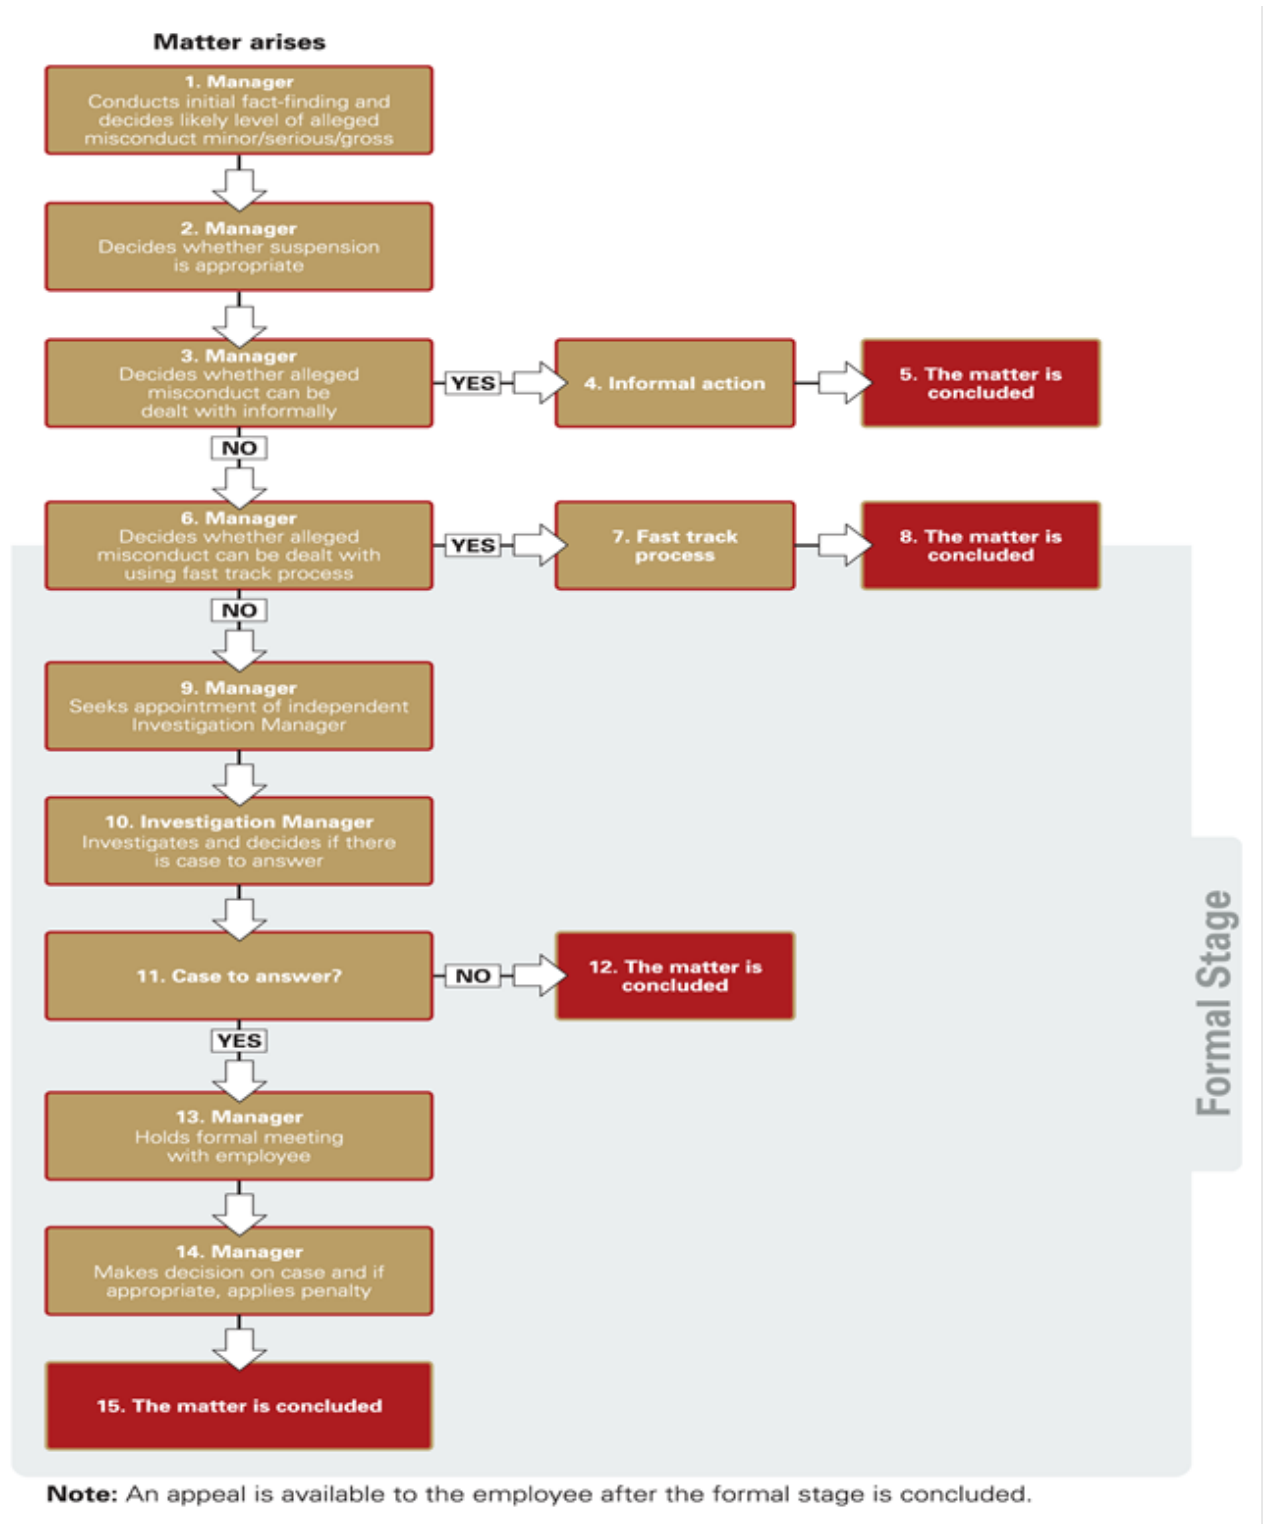 Matter arises
1. Manager
Conducts initial fact-finding and
decides likely level of alleged
misconduct minor/serious/gross
2. Manager
Decides whether suspension
is appropriate
3. Manager
Decides whether alleged
misconduct can be
dealt with informally
YES
4. Informal action
5. The matter is
concluded
NO
6. Manager
Decides whether alleged
misconduct can be dealt with
using fast track process
YES
7. Fast track
process
8. The matter is
concluded
NO
9. Manager
Seeks appointment of independent
Investigation Manager
10. Investigation Manager
Investigates and decides if there
is case to answer
11. Case to answer?
NO
12. The matter is
concluded
YES
13. Manager
Holds formal meeting
with employee
14. Manager
Makes decision on case and if
appropriate, applies penalty
15. The matter is concluded
Formal Stage
Note: An appeal is available to the employee after the formal stage is concluded.